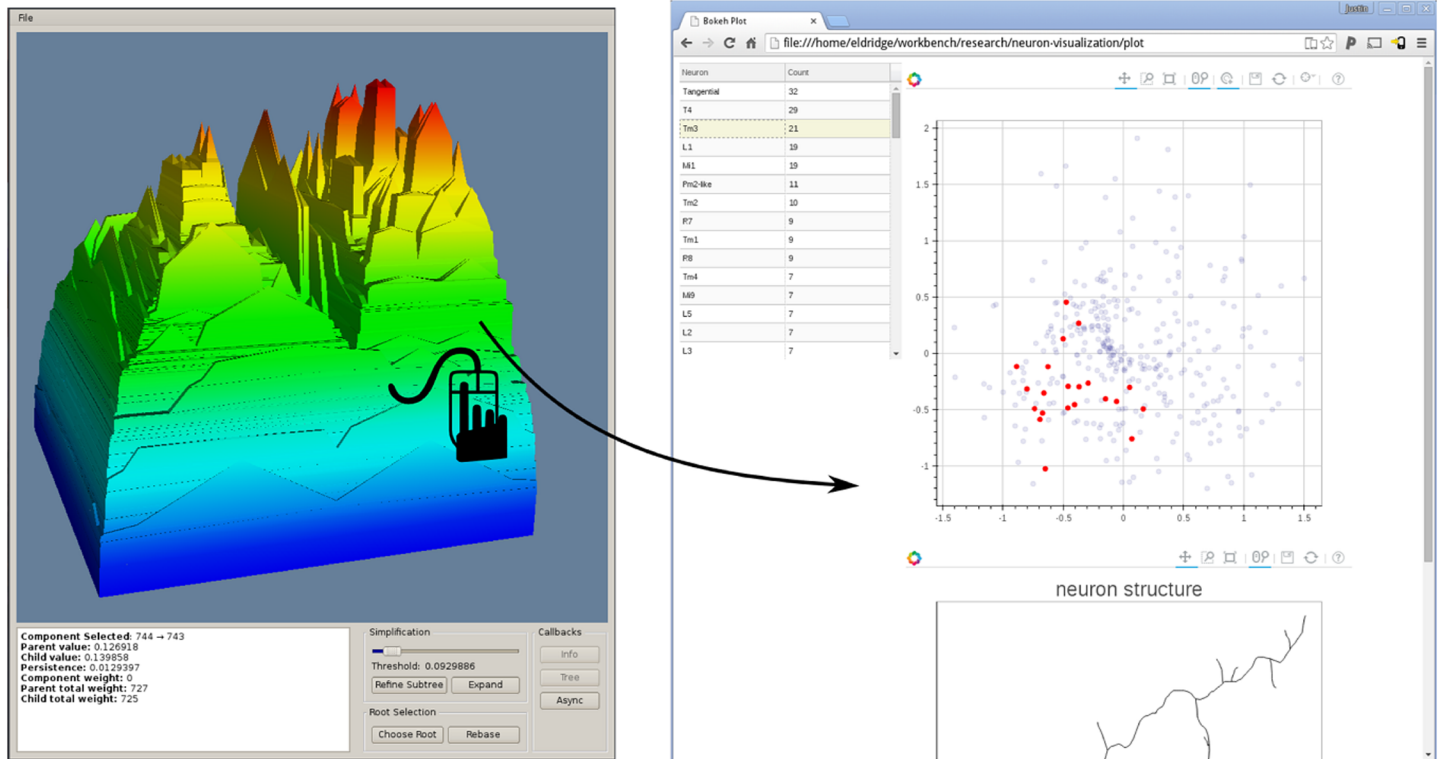 File
Component Selected: 744 → 743
Parent value: 0.126918
Child value: 0.139858
Persistence: 0.0129397
Component weight: 0
Parent total weight: 727
Child total weight: 725
Simplification
Threshold: 0.0929886
Refine Subtree Expand
Root Selection
Choose Root Rebase
Callbacks
Info
Tree
Async
Justin
Bokeh Plot
file:///home/eldridge/workbench/research/neuron-visualization/plot
Neuron Count
Tangential 32
T4 29
Tm3 21
L1 19
Mi1 19
Pm2-like 11
Tm2 10
R7 9
Tm1 9
R8 9
Tm4 7
Mi9 7
L5 7
L2 7
L3 7
2
1.5
1
0.5
0
-0.5
-1
-1.5 -1 -0.5 0 0.5 1 1.5
neuron structure